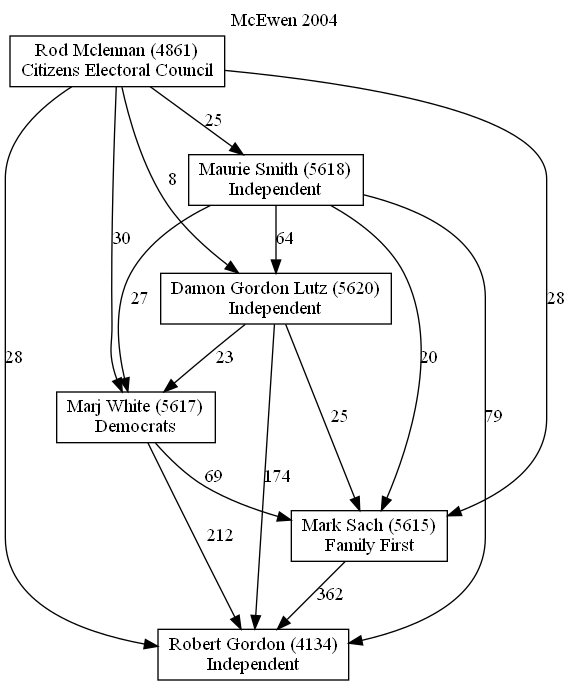 McEwen 2004
Rod Mclennan (4861)
Citizens Electoral Council
25
Maurie Smith (5618)
Independent
8
30
64
27
28
28
Damon Gordon Lutz (5620)
Independent
23
20
25
79
Marj White (5617)
Democrats
69
174
212
Mark Sach (5615)
Family First
362
Robert Gordon (4134)
Independent